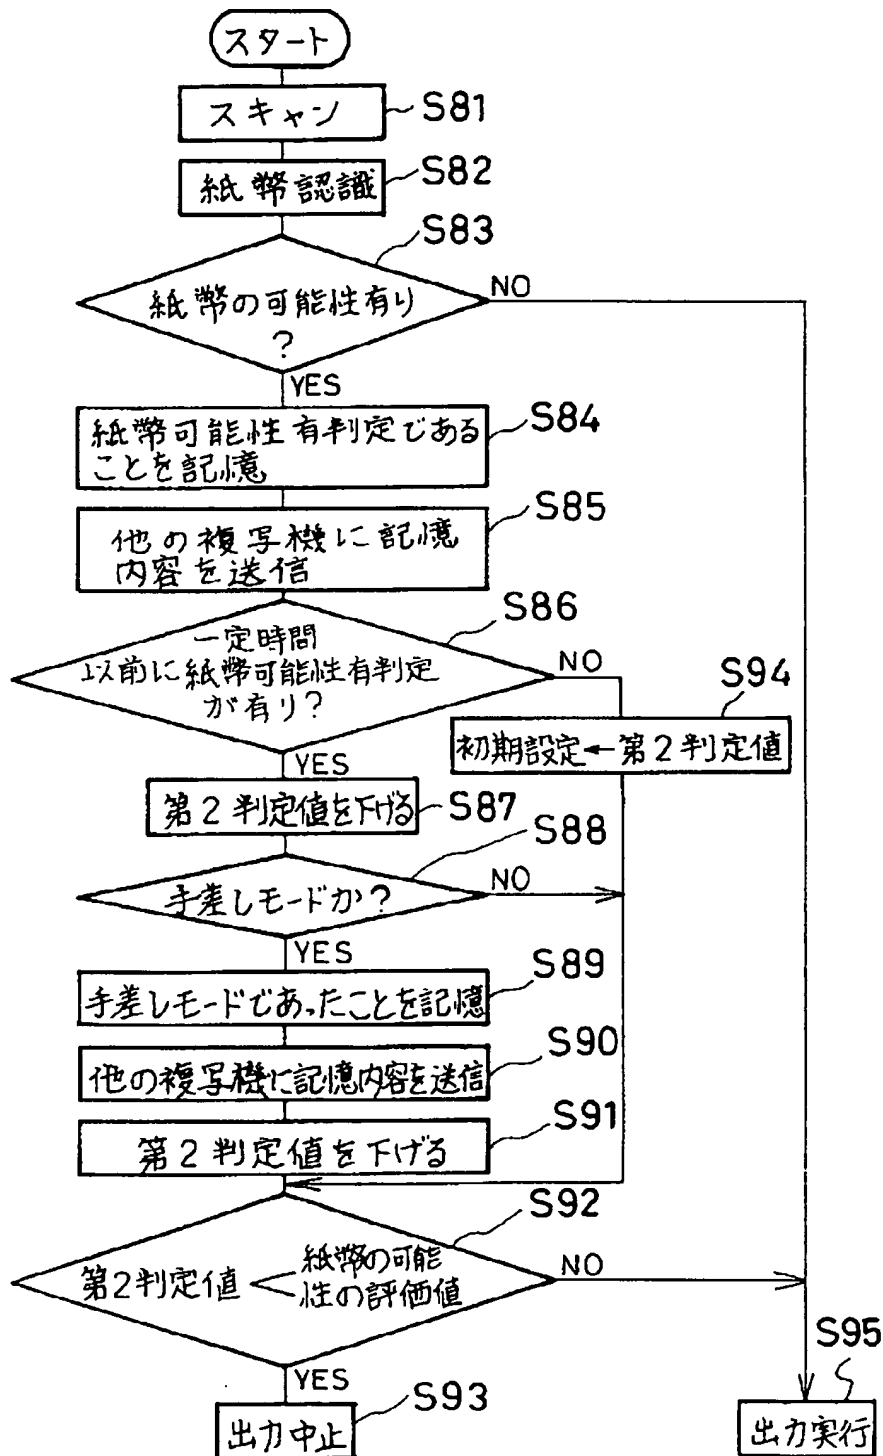 スタート
スキャン
S81
紙幣認識
S82
S83
紙幣の可能性有り
?
NO
YES
紙幣可能性有判定である
ことを記憶
S84
他の複写機に記憶
内容を送信
S85
S86
一定時間
以前に紙幣可能性有判定
が有り?
NO
YES
S94
初期設定←第2判定値
第2判定値を下げる
S87
S88
手差しモードか?
NO
YES
手差しモードであったことを記憶
S89
他の複写機に記憶内容を送信
S90
第2判定値を下げる
S91
S92
第2判定値<紙幣の可能
性の評価値
NO
YES
出力中止
S93
S95
出力実行